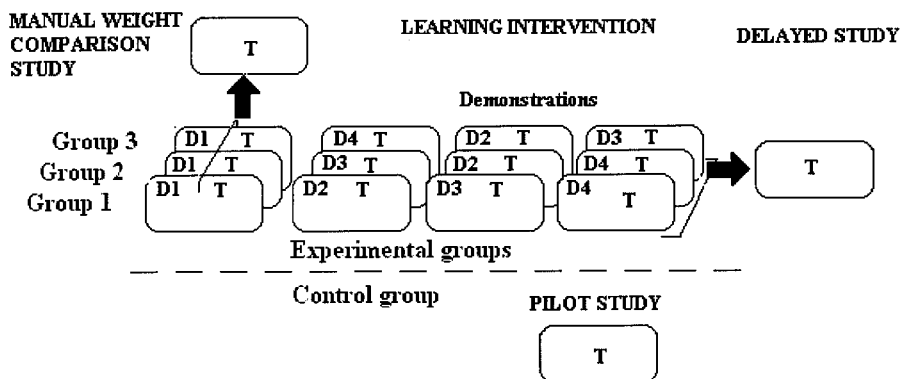 MANUAL WEIGHT
COMPARISON
STUDY
T
LEARNING INTERVENTION
DELAYED STUDY
Demonstrations
Group 3 D1 T D4 T D2 T D3 T
Group 2 D1 T D3 T D2 T D4 T
T
Group 1 D1 T D2 T D3 T D4 T
Experimental groups
Control group
PILOT STUDY
T